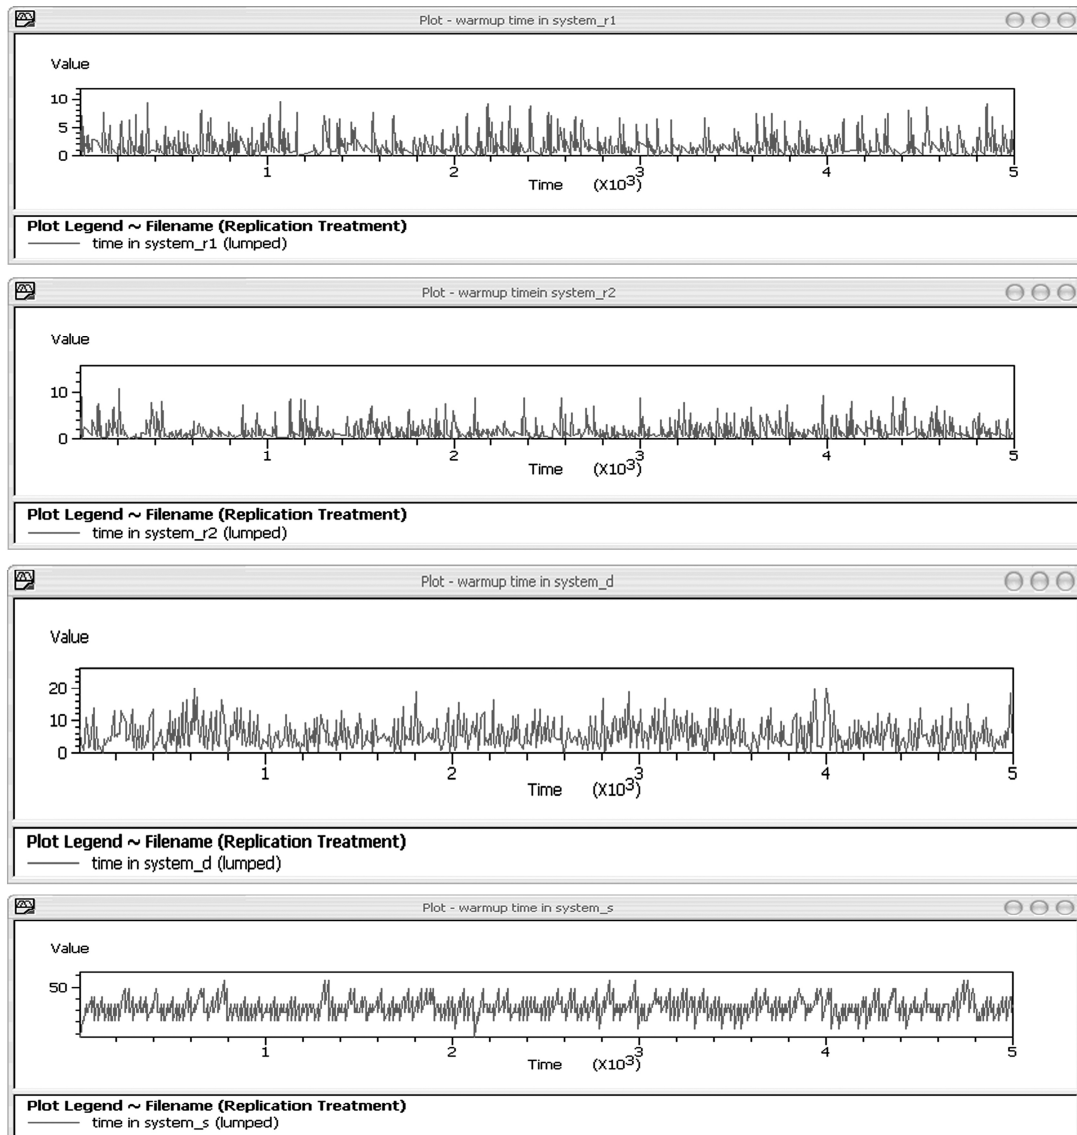 Plot - warmup time in system_r1
Value
10
5
0
1 2 3 4 5
Time (X10³)
Plot Legend ~ Filename (Replication Treatment)
time in system_r1 (lumped)
Plot - warmup timein system_r2
Value
10
0
1 2 3 4 5
Time (X10³)
Plot Legend ~ Filename (Replication Treatment)
time in system_r2 (lumped)
Plot - warmup time in system_d
Value
20
10
0
1 2 3 4 5
Time (X10³)
Plot Legend ~ Filename (Replication Treatment)
time in system_d (lumped)
Plot - warmup time in system_s
Value
50
1 2 3 4 5
Time (X10³)
Plot Legend ~ Filename (Replication Treatment)
time in system_s (lumped)